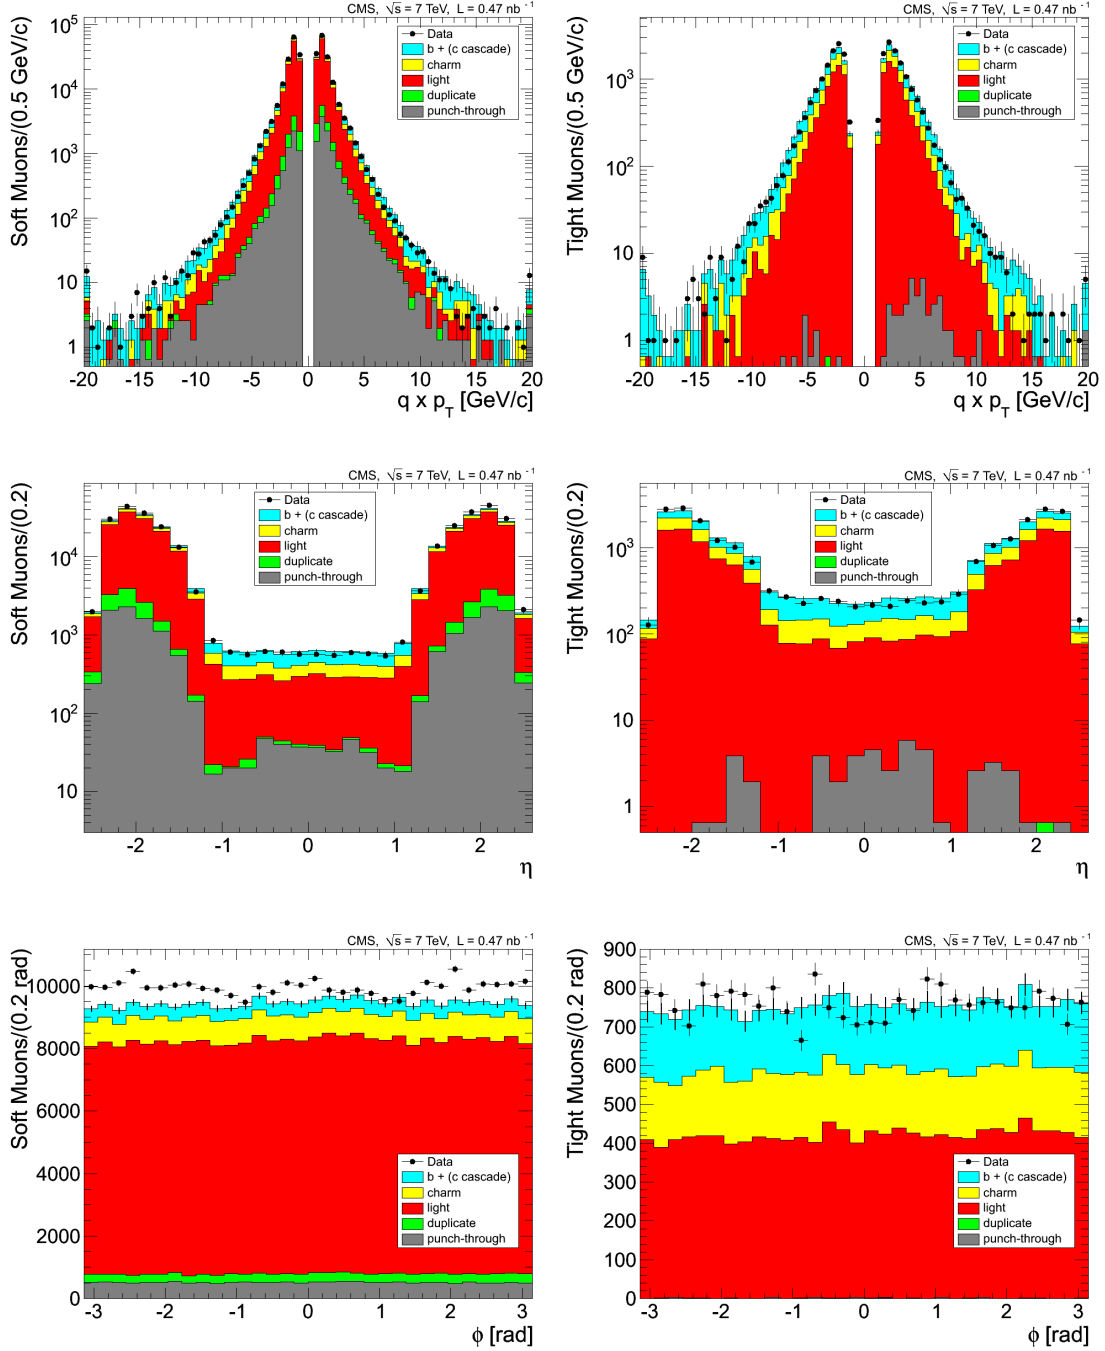 CMS, √s = 7 TeV, L = 0.47 nb⁻¹
Soft Muons/(0.5 GeV/c)
10⁵
10⁴
10³
10²
10
1
Data
b + (c cascade)
charm
light
duplicate
punch-through
-20 -15 -10 -5 0 5 10 15 20
q x p_T [GeV/c]
CMS, √s = 7 TeV, L = 0.47 nb⁻¹
Tight Muons/(0.5 GeV/c)
10³
10²
10
1
Data
b + (c cascade)
charm
light
duplicate
punch-through
-20 -15 -10 -5 0 5 10 15 20
q x p_T [GeV/c]
CMS, √s = 7 TeV, L = 0.47 nb⁻¹
Soft Muons/(0.2)
10⁴
10³
10²
10
Data
b + (c cascade)
charm
light
duplicate
punch-through
-2 -1 0 1 2
η
CMS, √s = 7 TeV, L = 0.47 nb⁻¹
Tight Muons/(0.2)
10³
10²
10
1
Data
b + (c cascade)
charm
light
duplicate
punch-through
-2 -1 0 1 2
η
CMS, √s = 7 TeV, L = 0.47 nb⁻¹
Soft Muons/(0.2 rad)
10000
8000
6000
4000
2000
0
Data
b + (c cascade)
charm
light
duplicate
punch-through
-3 -2 -1 0 1 2 3
ϕ [rad]
CMS, √s = 7 TeV, L = 0.47 nb⁻¹
Tight Muons/(0.2 rad)
900
800
700
600
500
400
300
200
100
0
Data
b + (c cascade)
charm
light
duplicate
punch-through
-3 -2 -1 0 1 2 3
ϕ [rad]